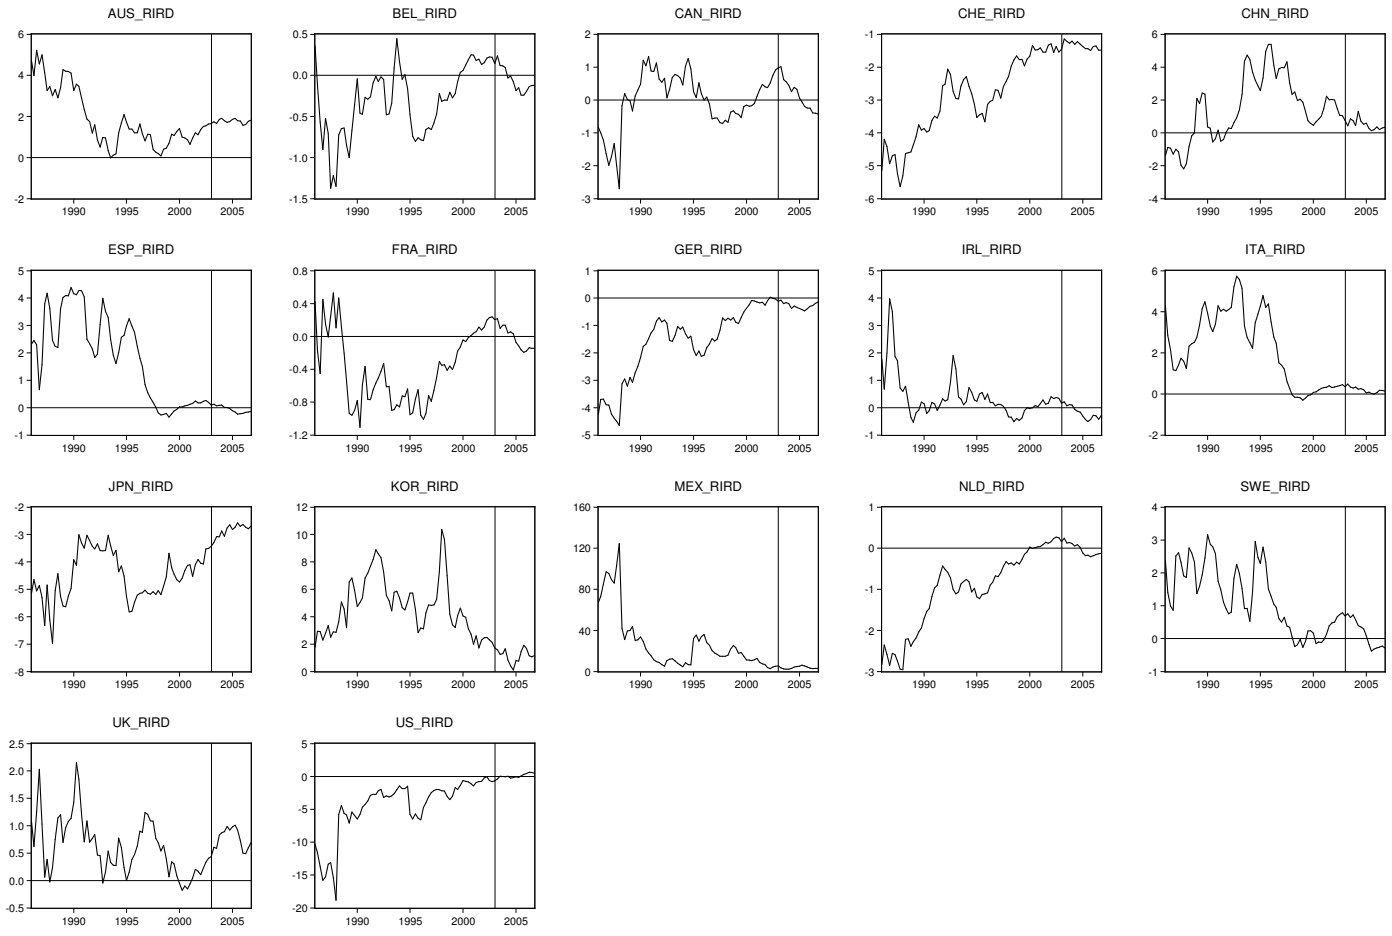 AUS_RIRD BEL_RIRD CAN_RIRD CHE_RIRD CHN_RIRD
6 4 2 0 -2 1990 1995 2000 2005
0.5 0.0 -0.5 -1.0 -1.5 1990 1995 2000 2005
2 1 0 -1 -2 -3 1990 1995 2000 2005
-1 -2 -3 -4 -5 -6 1990 1995 2000 2005
6 4 2 0 -2 -4 1990 1995 2000 2005
ESP_RIRD FRA_RIRD GER_RIRD IRL_RIRD ITA_RIRD
5 4 3 2 1 0 -1 1990 1995 2000 2005
0.8 0.4 0.0 -0.4 -0.8 -1.2 1990 1995 2000 2005
1 0 -1 -2 -3 -4 -5 1990 1995 2000 2005
5 4 3 2 1 0 -1 1990 1995 2000 2005
6 4 2 0 -2 1990 1995 2000 2005
JPN_RIRD KOR_RIRD MEX_RIRD NLD_RIRD SWE_RIRD
-2 -3 -4 -5 -6 -7 -8 1990 1995 2000 2005
12 10 8 6 4 2 0 1990 1995 2000 2005
160 120 80 40 0 1990 1995 2000 2005
1 0 -1 -2 -3 1990 1995 2000 2005
4 3 2 1 0 -1 1990 1995 2000 2005
UK_RIRD US_RIRD
2.5 2.0 1.5 1.0 0.5 0.0 -0.5 1990 1995 2000 2005
5 0 -5 -10 -15 -20 1990 1995 2000 2005